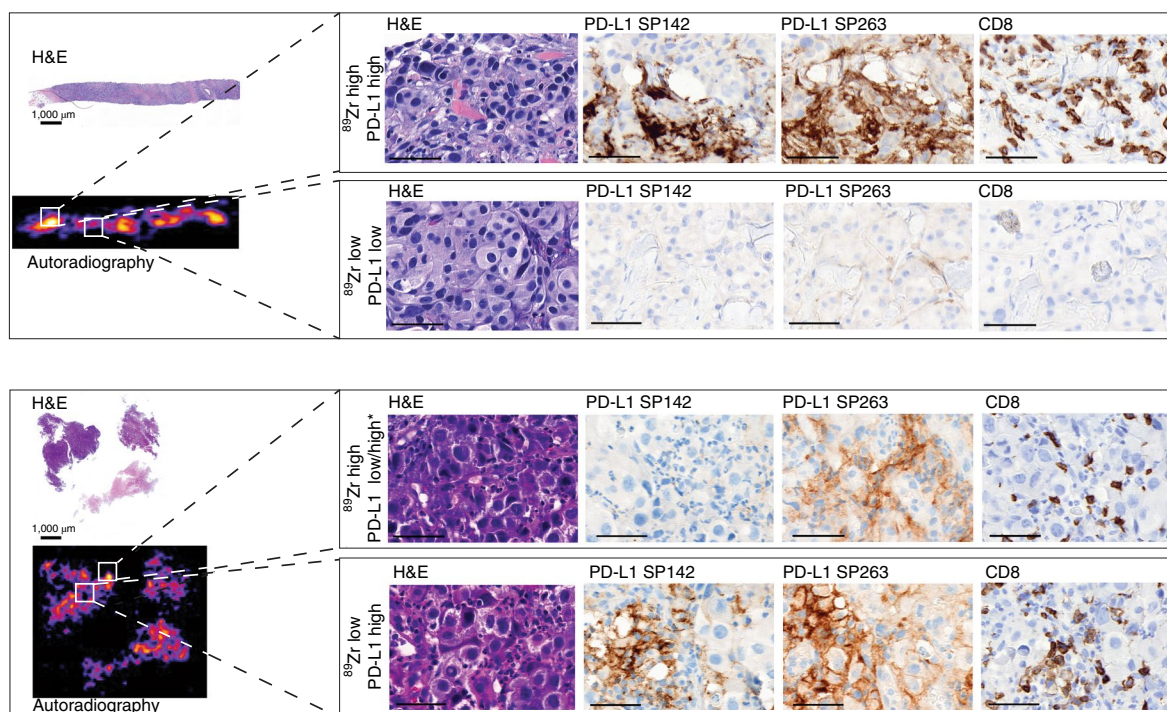 H&E
1,000 µm
Autoradiography
⁸⁹Zr high
PD-L1 high
H&E
PD-L1 SP142
PD-L1 SP263
CD8
⁸⁹Zr low
PD-L1 low
H&E
PD-L1 SP142
PD-L1 SP263
CD8
H&E
1,000 µm
Autoradiography
⁸⁹Zr high
PD-L1 low/high*
H&E
PD-L1 SP142
PD-L1 SP263
CD8
⁸⁹Zr low
PD-L1 high
H&E
PD-L1 SP142
PD-L1 SP263
CD8